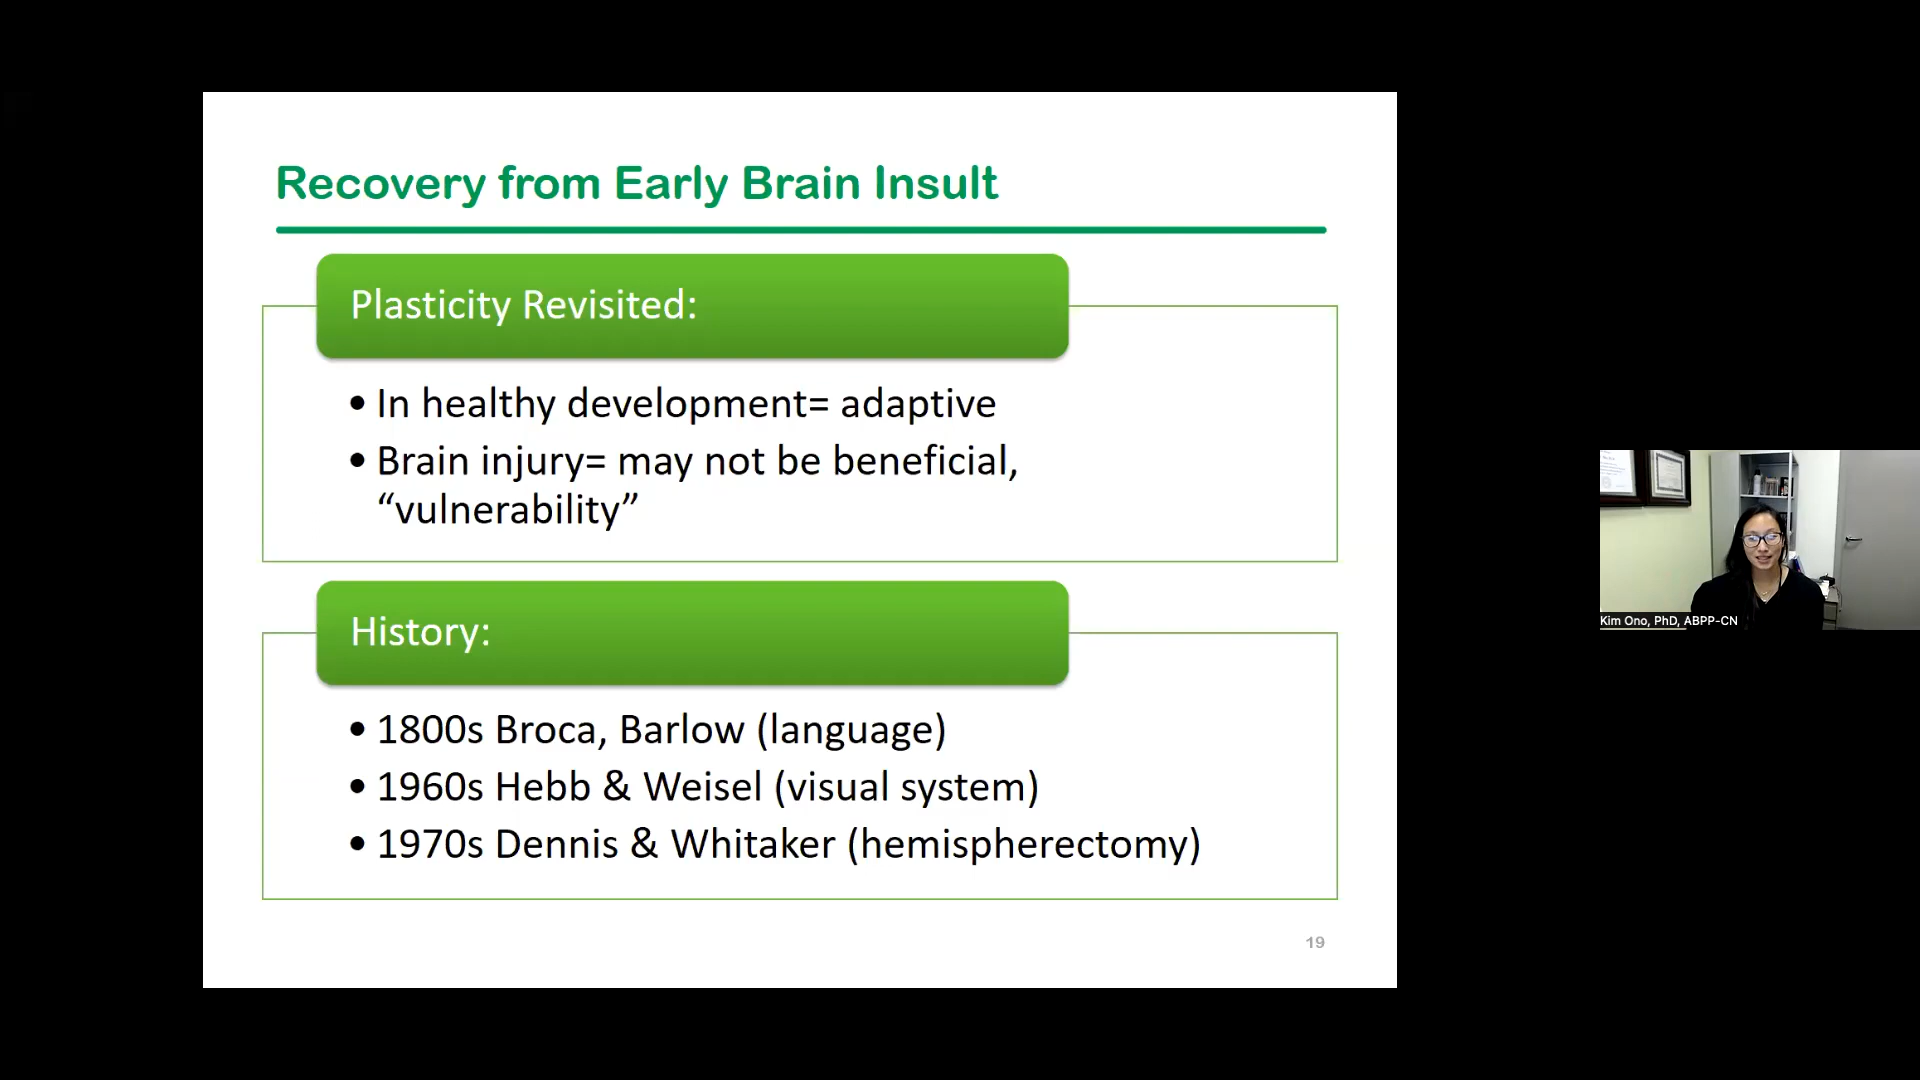 Recovery from Early Brain Insult
Plasticity Revisited:
• In healthy development= adaptive
• Brain injury= may not be beneficial,
“vulnerability”
History:
• 1800s Broca, Barlow (language)
• 1960s Hebb & Weisel (visual system)
• 1970s Dennis & Whitaker (hemispherectomy)
19
Kim Ono, PhD, ABPP-CN